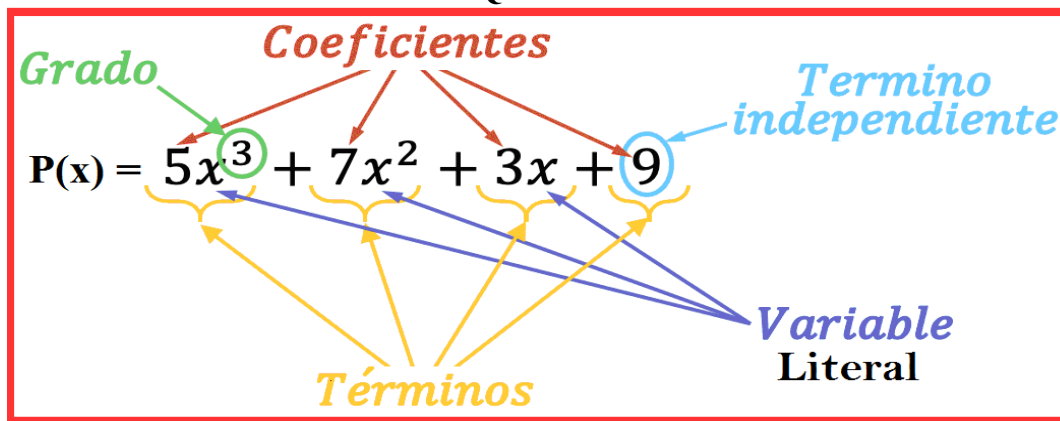 Coeficientes
Grado
Termino
independiente
P(x) = 5x³ + 7x² + 3x + 9
Variable
Literal
Términos